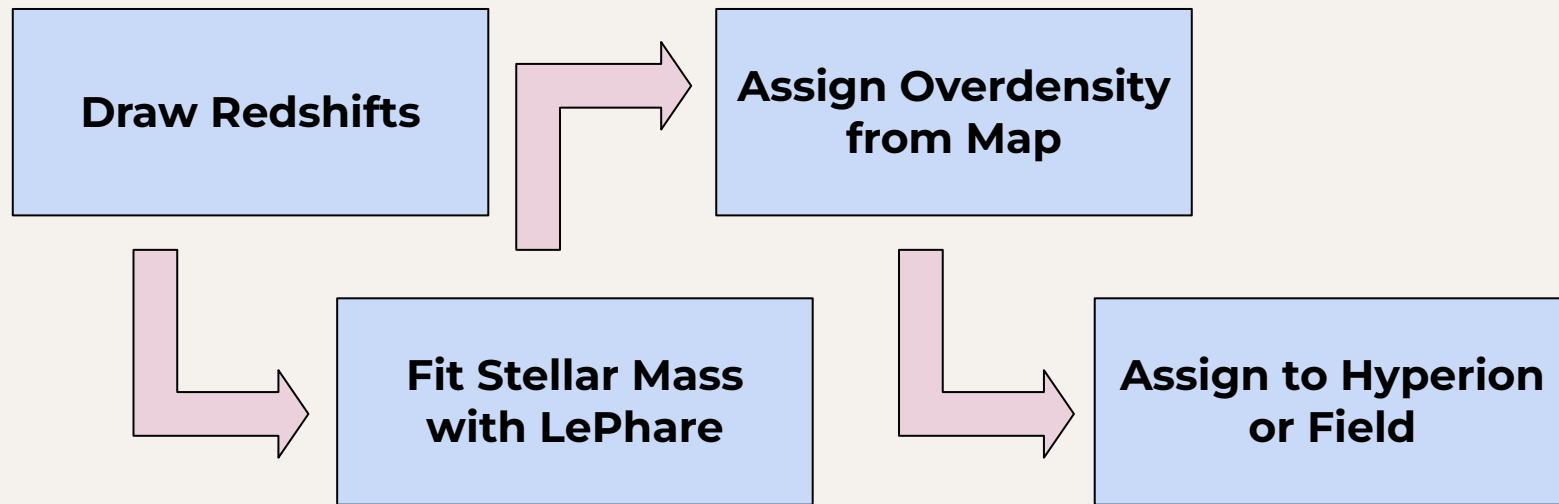 Draw Redshifts
Fit Stellar Mass
with LePhare
Assign Overdensity
from Map
Assign to Hyperion
or Field